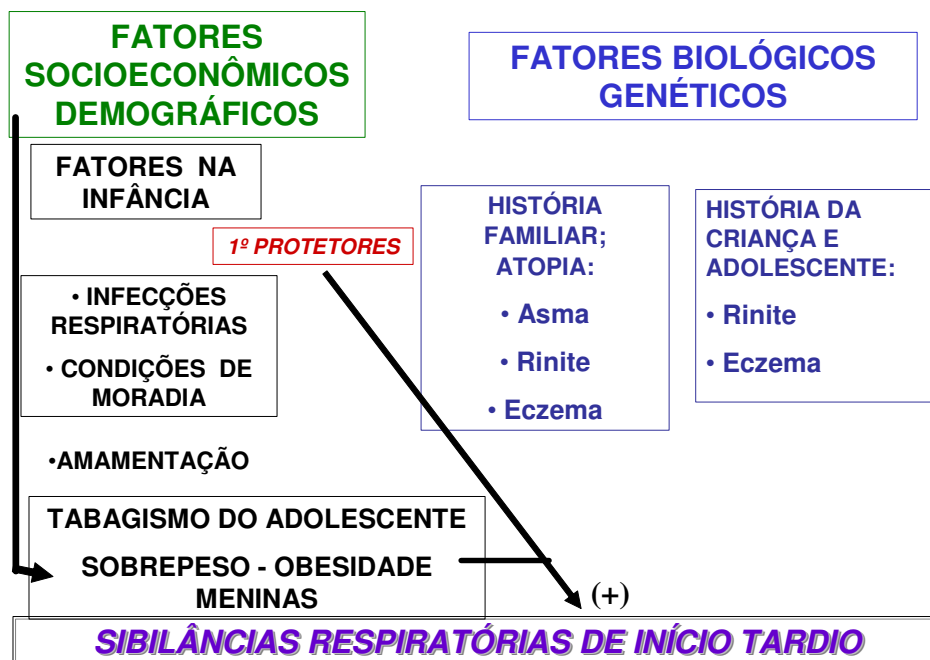 FATORES
SOCIOECONÔMICOS
DEMOGRÁFICOS
FATORES BIOLÓGICOS
GENÉTICOS
FATORES NA
INFÂNCIA
1º PROTETORES
HISTÓRIA
FAMILIAR;
ATOPIA:
• Asma
• Rinite
• Eczema
HISTÓRIA DA
CRIANÇA E
ADOLESCENTE:
• Rinite
• Eczema
• INFECÇÕES
RESPIRATÓRIAS
• CONDIÇÕES DE
MORADIA
•AMAMENTAÇÃO
TABAGISMO DO ADOLESCENTE
SOBREPESO - OBESIDADE
MENINAS
(+)
SIBILÂNCIAS RESPIRATÓRIAS DE INÍCIO TARDIO